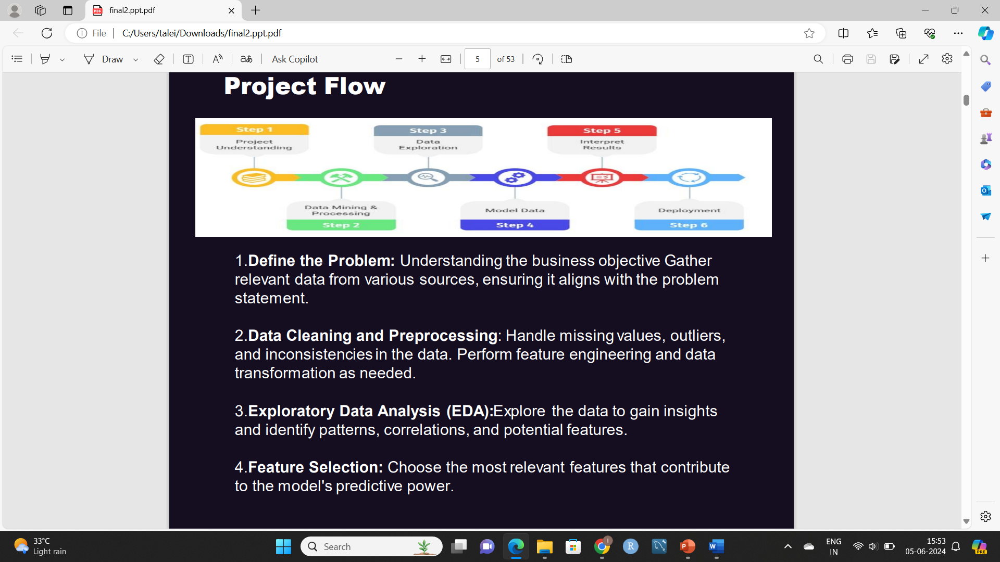 final2.ppt.pdf
File
C:/Users/talei/Downloads/final2.ppt.pdf
Draw
Ask Copilot
5 of 53
Project Flow
Step 1
Project
Understanding
Step 3
Data
Exploration
Step 5
Interpret
Results
Data Mining &
Processing
Step 2
Model Data
Step 4
Deployment
Step 6
1.Define the Problem: Understanding the business objective Gather
relevant data from various sources, ensuring it aligns with the problem
statement.
2.Data Cleaning and Preprocessing: Handle missing values, outliers,
and inconsistencies in the data. Perform feature engineering and data
transformation as needed.
3.Exploratory Data Analysis (EDA):Explore the data to gain insights
and identify patterns, correlations, and potential features.
4.Feature Selection: Choose the most relevant features that contribute
to the model's predictive power.
33°C
Light rain
Search
ENG
IN
15:53
05-06-2024
PRE